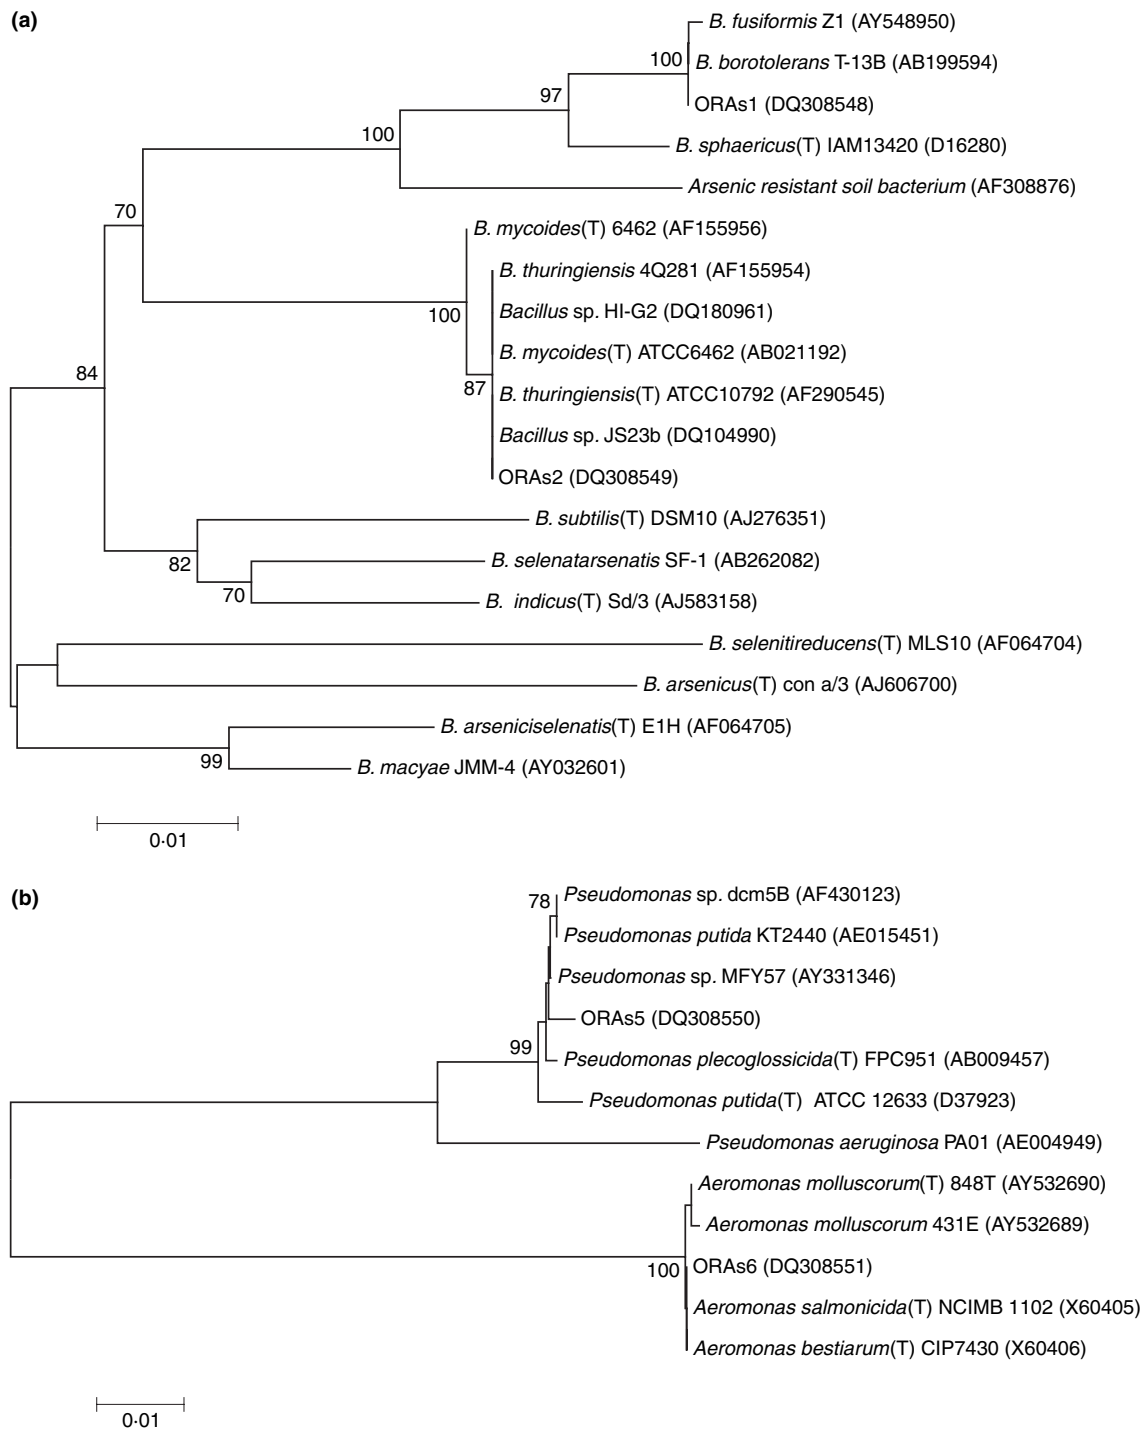 (a)
B. fusiformis Z1 (AY548950)
100
B. borotolerans T-13B (AB199594)
97
ORAs1 (DQ308548)
100
B. sphaericus(T) IAM13420 (D16280)
Arsenic resistant soil bacterium (AF308876)
70
B. mycoides(T) 6462 (AF155956)
B. thuringiensis 4Q281 (AF155954)
100
Bacillus sp. HI-G2 (DQ180961)
B. mycoides(T) ATCC6462 (AB021192)
84
87
B. thuringiensis(T) ATCC10792 (AF290545)
Bacillus sp. JS23b (DQ104990)
ORAs2 (DQ308549)
B. subtilis(T) DSM10 (AJ276351)
82
B. selenatarsenatis SF-1 (AB262082)
70
B. indicus(T) Sd/3 (AJ583158)
B. selenitireducens(T) MLS10 (AF064704)
B. arsenicus(T) con a/3 (AJ606700)
B. arseniciselenatis(T) E1H (AF064705)
99
B. macyae JMM-4 (AY032601)
0·01
(b)
78
Pseudomonas sp. dcm5B (AF430123)
Pseudomonas putida KT2440 (AE015451)
Pseudomonas sp. MFY57 (AY331346)
ORAs5 (DQ308550)
99
Pseudomonas plecoglossicida(T) FPC951 (AB009457)
Pseudomonas putida(T) ATCC 12633 (D37923)
Pseudomonas aeruginosa PA01 (AE004949)
Aeromonas molluscorum(T) 848T (AY532690)
Aeromonas molluscorum 431E (AY532689)
100
ORAs6 (DQ308551)
Aeromonas salmonicida(T) NCIMB 1102 (X60405)
Aeromonas bestiarum(T) CIP7430 (X60406)
0·01